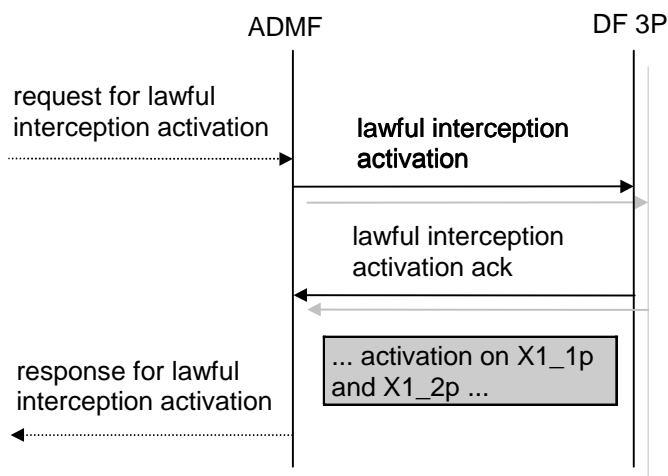 ADMF
DF 3P
request for lawful
interception activation
lawful interception
activation
lawful interception
activation ack
... activation on X1_1p
and X1_2p ...
response for lawful
interception activation